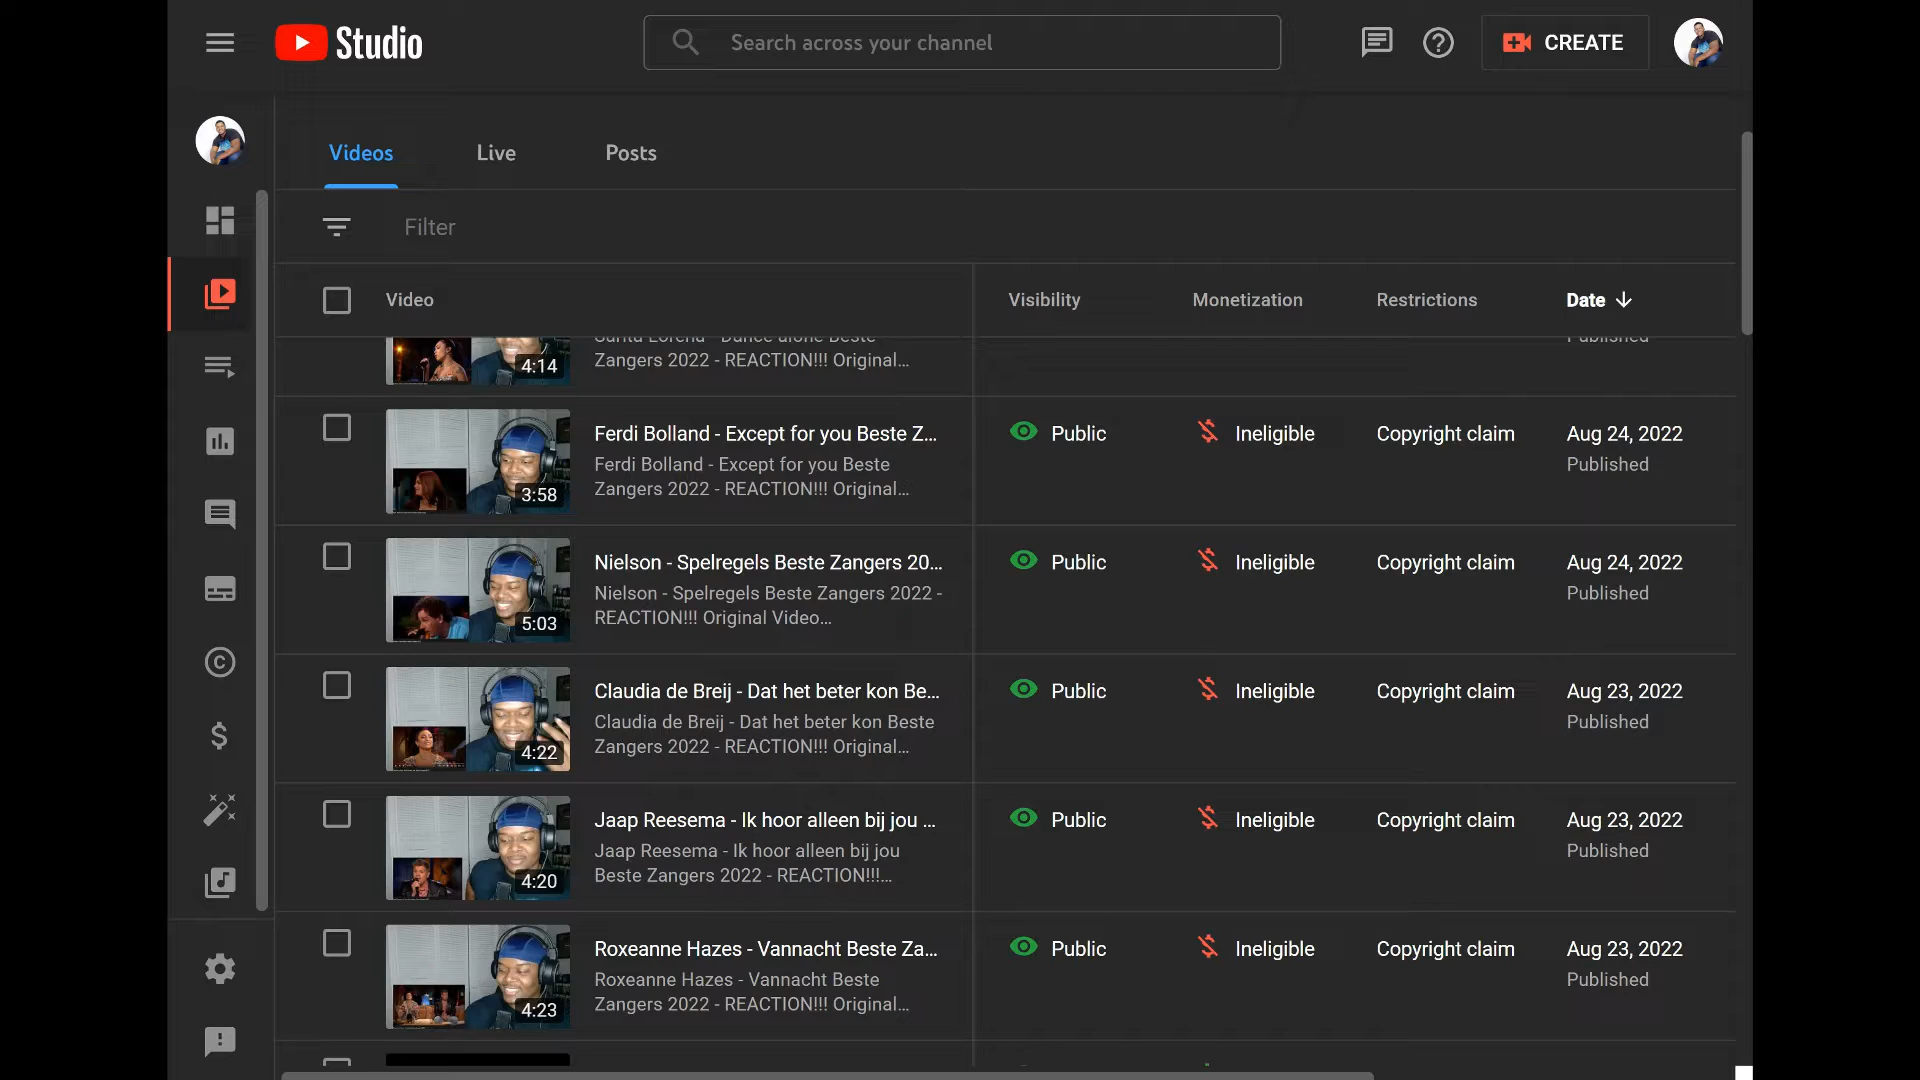 Studio
Search across your channel
CREATE
Videos
Live
Posts
Filter
Video
Visibility
Monetization
Restrictions
Date
Zangers 2022 - REACTION!!! Original...
Published
4:14
Ferdi Bolland - Except for you Beste Z...
Ferdi Bolland - Except for you Beste
Zangers 2022 - REACTION!!! Original...
3:58
Public
Ineligible
Copyright claim
Aug 24, 2022
Published
Nielson - Spelregels Beste Zangers 20...
Nielson - Spelregels Beste Zangers 2022 -
REACTION!!! Original Video...
5:03
Public
Ineligible
Copyright claim
Aug 24, 2022
Published
Claudia de Breij - Dat het beter kon Be...
Claudia de Breij - Dat het beter kon Beste
Zangers 2022 - REACTION!!! Original...
4:22
Public
Ineligible
Copyright claim
Aug 23, 2022
Published
Jaap Reesema - Ik hoor alleen bij jou ...
Jaap Reesema - Ik hoor alleen bij jou
Beste Zangers 2022 - REACTION!!!...
4:20
Public
Ineligible
Copyright claim
Aug 23, 2022
Published
Roxeanne Hazes - Vannacht Beste Za...
Roxeanne Hazes - Vannacht Beste
Zangers 2022 - REACTION!!! Original...
4:23
Public
Ineligible
Copyright claim
Aug 23, 2022
Published